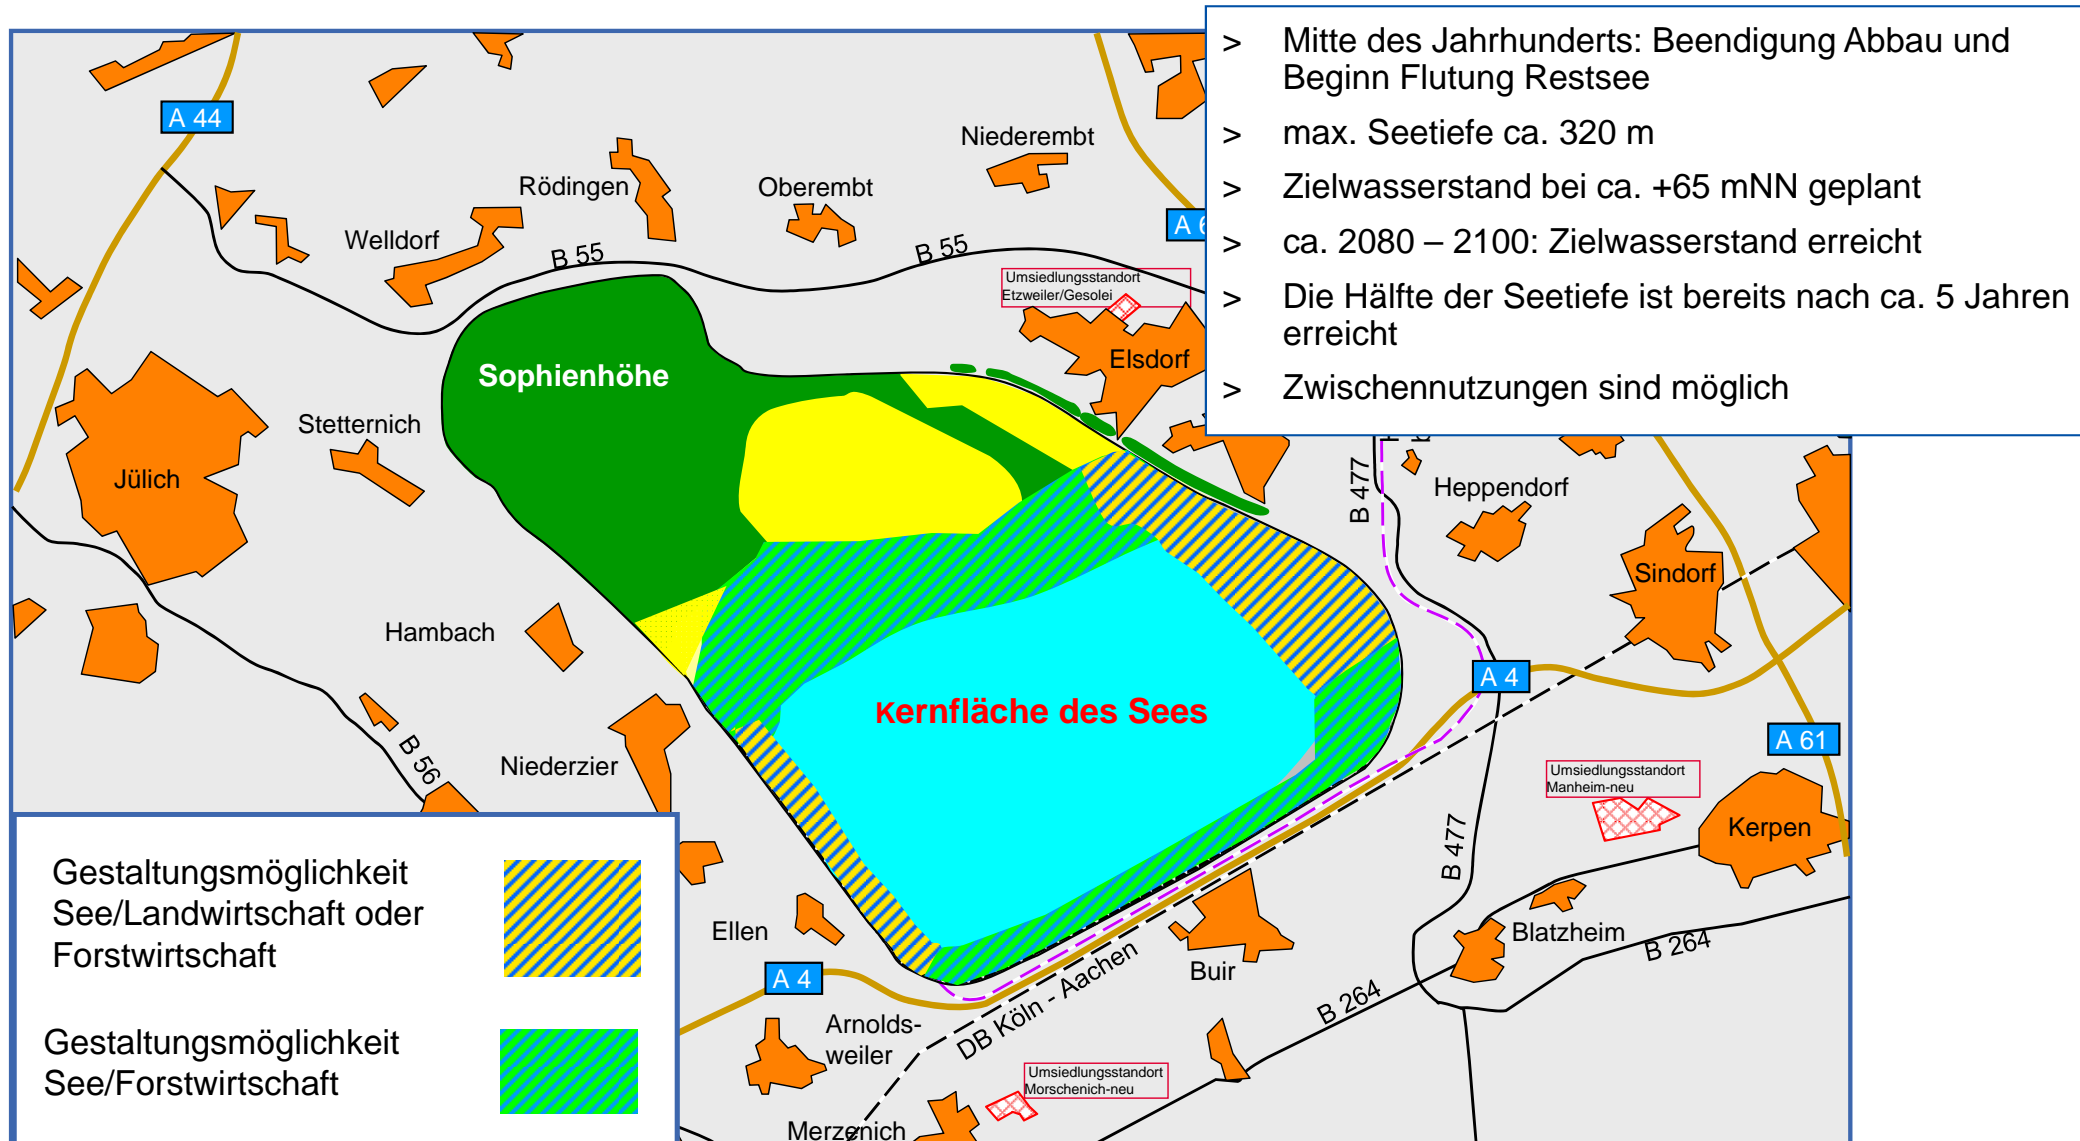 > Mitte des Jahrhunderts: Beendigung Abbau und
Beginn Flutung Restsee
> max. Seetiefe ca. 320 m
> Zielwasserstand bei ca. +65 mNN geplant
> ca. 2080 – 2100: Zielwasserstand erreicht
> Die Hälfte der Seetiefe ist bereits nach ca. 5 Jahren
erreicht
> Zwischennutzungen sind möglich
A 44
Niederembt
Rödingen
Oberembt
A 6
Welldorf
B 55
B 55
Umsiedlungsstandort
Etzweiler/Gesolei
Elsdorf
Sophienhöhe
Stetternich
Jülich
B 477
Heppendorf
Sindorf
Hambach
A 4
Kernfläche des Sees
A 61
B 56
Niederzier
Umsiedlungsstandort
Manheim-neu
Kerpen
B 477
Ellen
Blatzheim
B 264
A 4
Buir
DB Köln - Aachen
B 264
Arnolds-
weiler
Umsiedlungsstandort
Morschenich-neu
Merzenich
Gestaltungsmöglichkeit
See/Landwirtschaft oder
Forstwirtschaft
Gestaltungsmöglichkeit
See/Forstwirtschaft